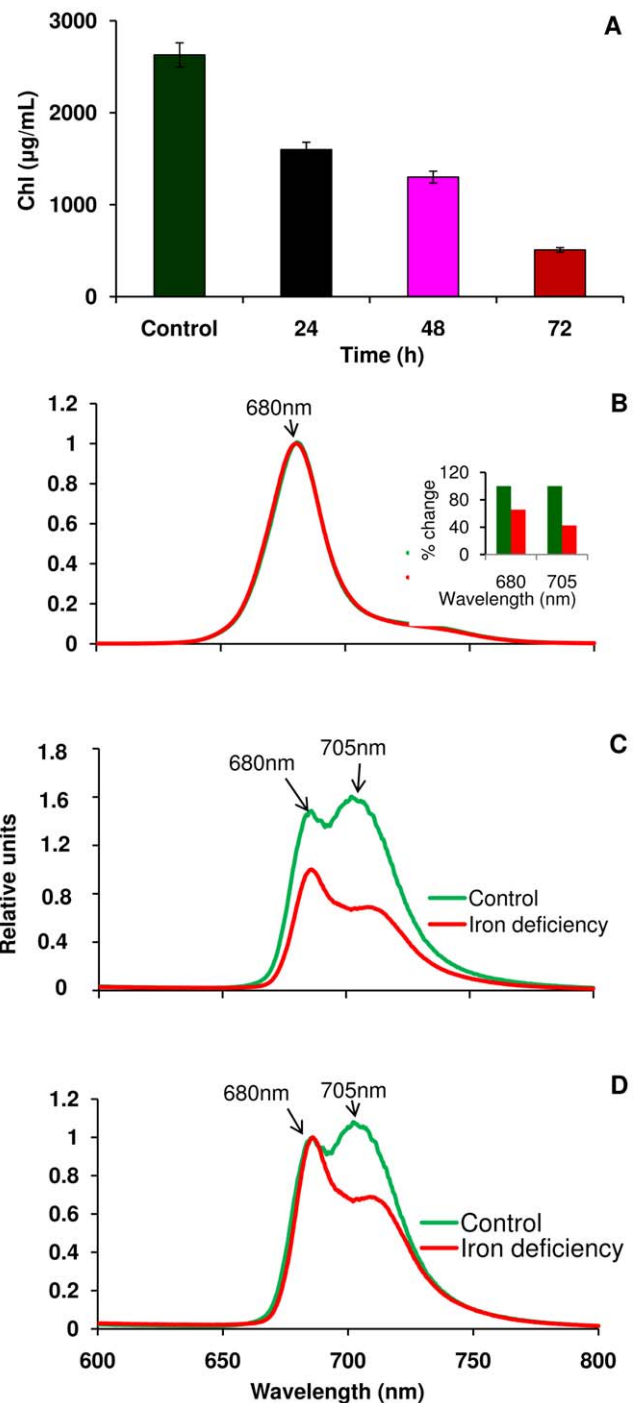 A
3000
2000
1000
0
Chl (µg/mL)
Control 24 48 72
Time (h)
B
680nm
1.2
1
0.8
0.6
0.4
0.2
0
120
80
40
0
% change
680 705
Wavelength (nm)
C
705nm
680nm
1.8
1.6
1.2
0.8
0.4
0
Relative units
Control
Iron deficiency
D
680nm 705nm
1.2
1
0.8
0.6
0.4
0.2
0
Control
Iron deficiency
600 650 700 750 800
Wavelength (nm)